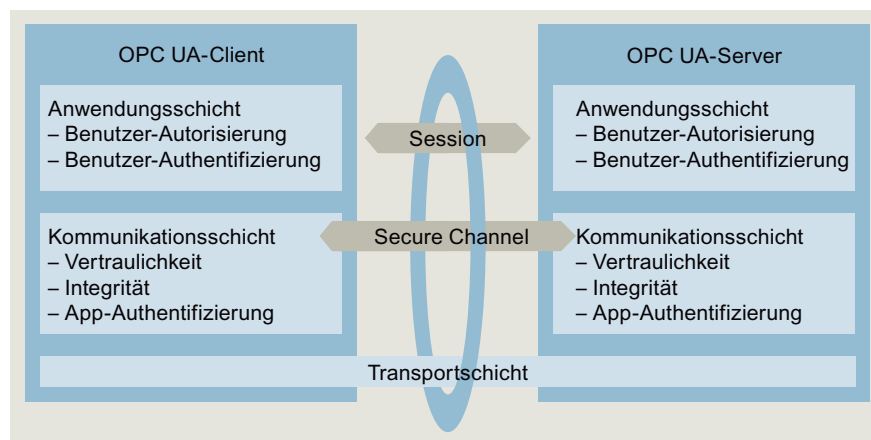 OPC UA-Client
Anwendungsschicht
– Benutzer-Autorisierung
– Benutzer-Authentifizierung
Kommunikationsschicht
– Vertraulichkeit
– Integrität
– App-Authentifizierung
Session
Secure Channel
OPC UA-Server
Anwendungsschicht
– Benutzer-Autorisierung
– Benutzer-Authentifizierung
Kommunikationsschicht
– Vertraulichkeit
– Integrität
– App-Authentifizierung
Transportschicht